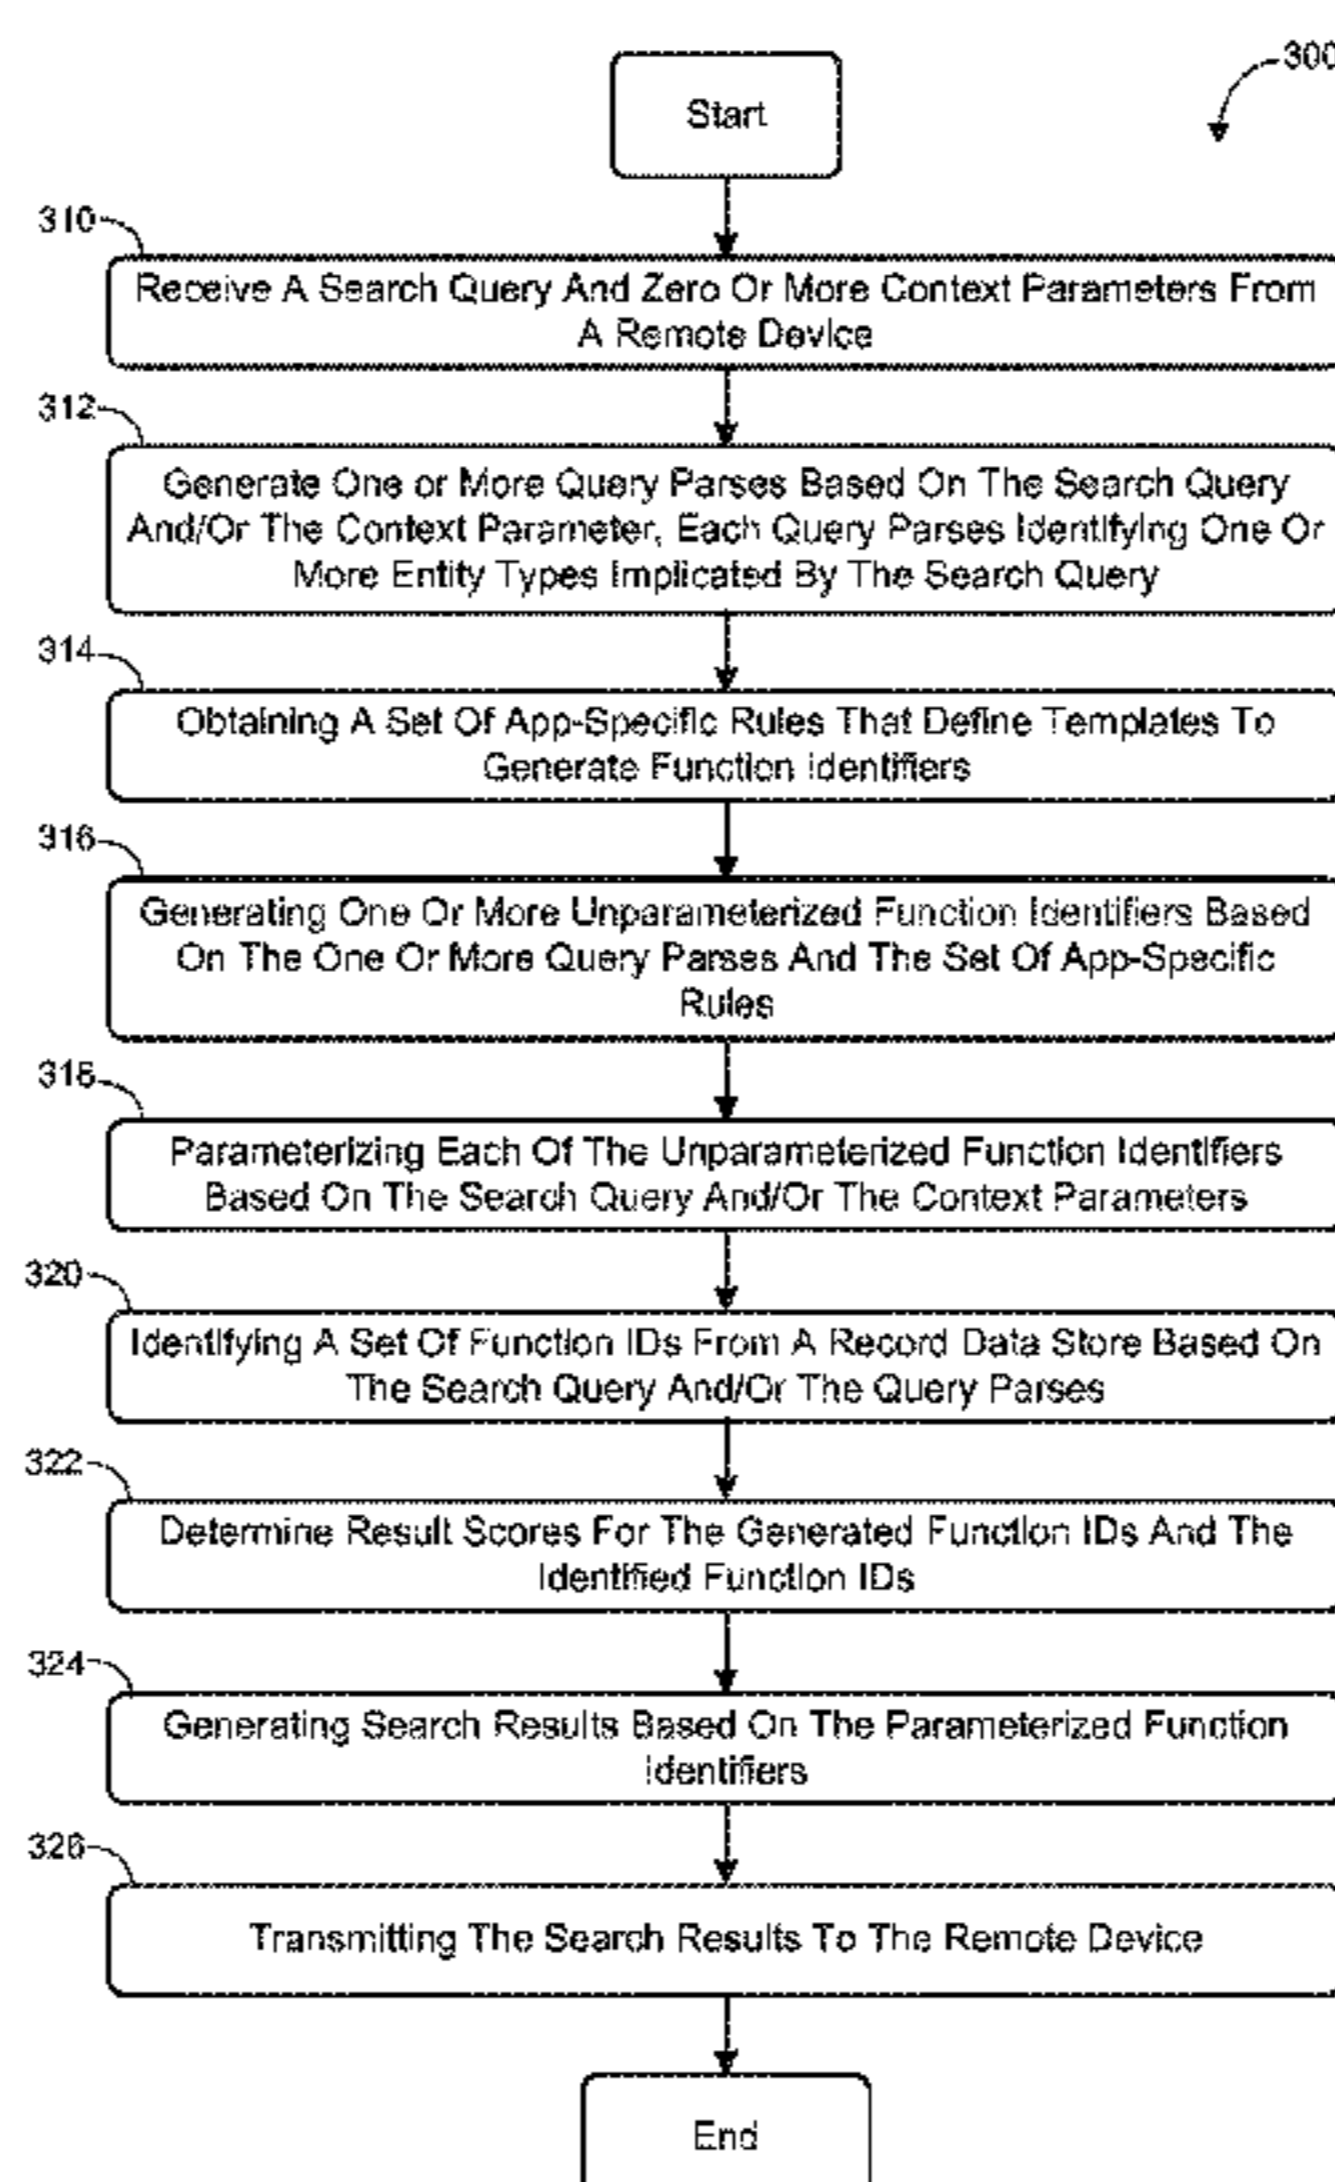 300
Start
310
Receive A Search Query And Zero Or More Context Parameters From
A Remote Device
312
Generate One or More Query Parses Based On The Search Query
And/Or The Context Parameter, Each Query Parses Identifying One Or
More Entity Types Implicated By The Search Query
314
Obtaining A Set Of App-Specific Rules That Define Templates To
Generate Function Identifiers
316
Generating One Or More Unparameterized Function Identifiers Based
On The One Or More Query Parses And The Set Of App-Specific
Rules
318
Parameterizing Each Of The Unparameterized Function Identifiers
Based On The Search Query And/Or The Context Parameters
320
Identifying A Set Of Function IDs From A Record Data Store Based On
The Search Query And/Or The Query Parses
322
Determine Result Scores For The Generated Function IDs And The
Identified Function IDs
324
Generating Search Results Based On The Parameterized Function
Identifiers
326
Transmitting The Search Results To The Remote Device
End